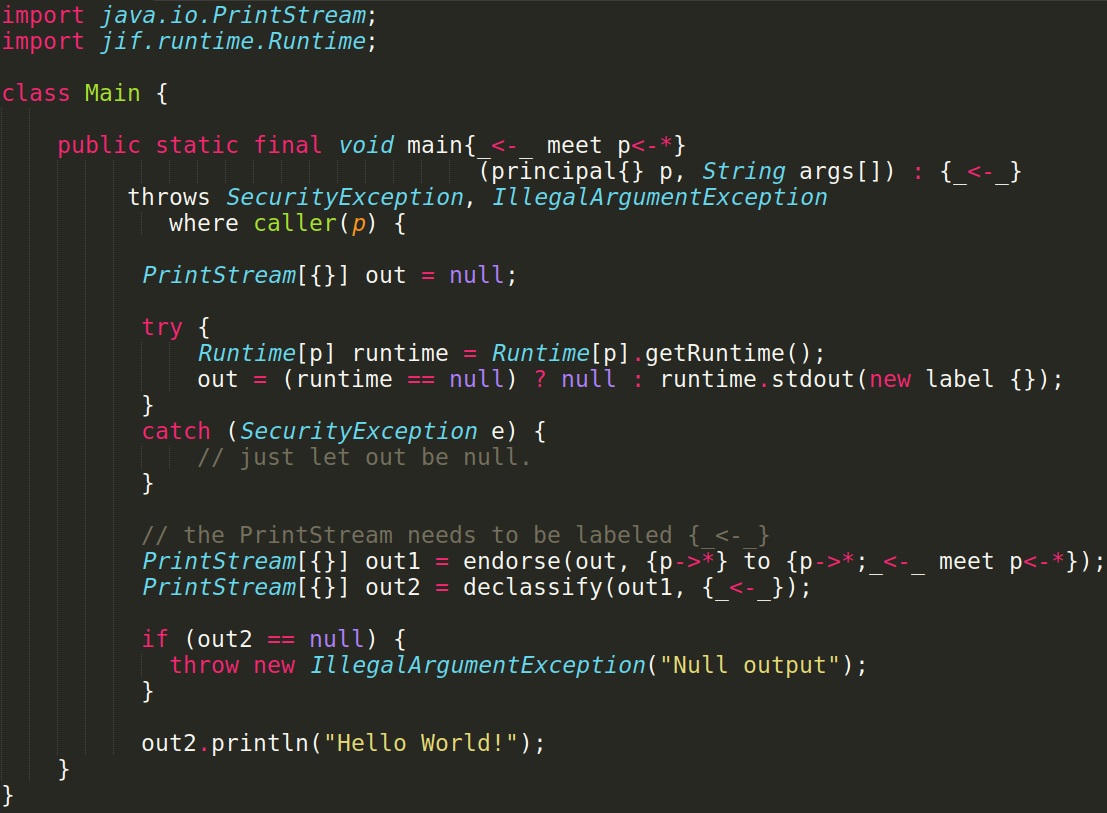 import java.io.PrintStream;
import jif.runtime.Runtime;
class Main {
public static final void main{_<-_ meet p<-*}
(principal{} p, String args[]) : {_<-_}
throws SecurityException, IllegalArgumentException
where caller(p) {
PrintStream[{}] out = null;
try {
Runtime[p] runtime = Runtime[p].getRuntime();
out = (runtime == null) ? null : runtime.stdout(new label {});
}
catch (SecurityException e) {
// just let out be null.
}
// the PrintStream needs to be labeled {_<-_}
PrintStream[{}] out1 = endorse(out, {p->*} to {p->*;_<-_ meet p<-*});
PrintStream[{}] out2 = declassify(out1, {_<-_});
if (out2 == null) {
throw new IllegalArgumentException("Null output");
}
out2.println("Hello World!");
}
}